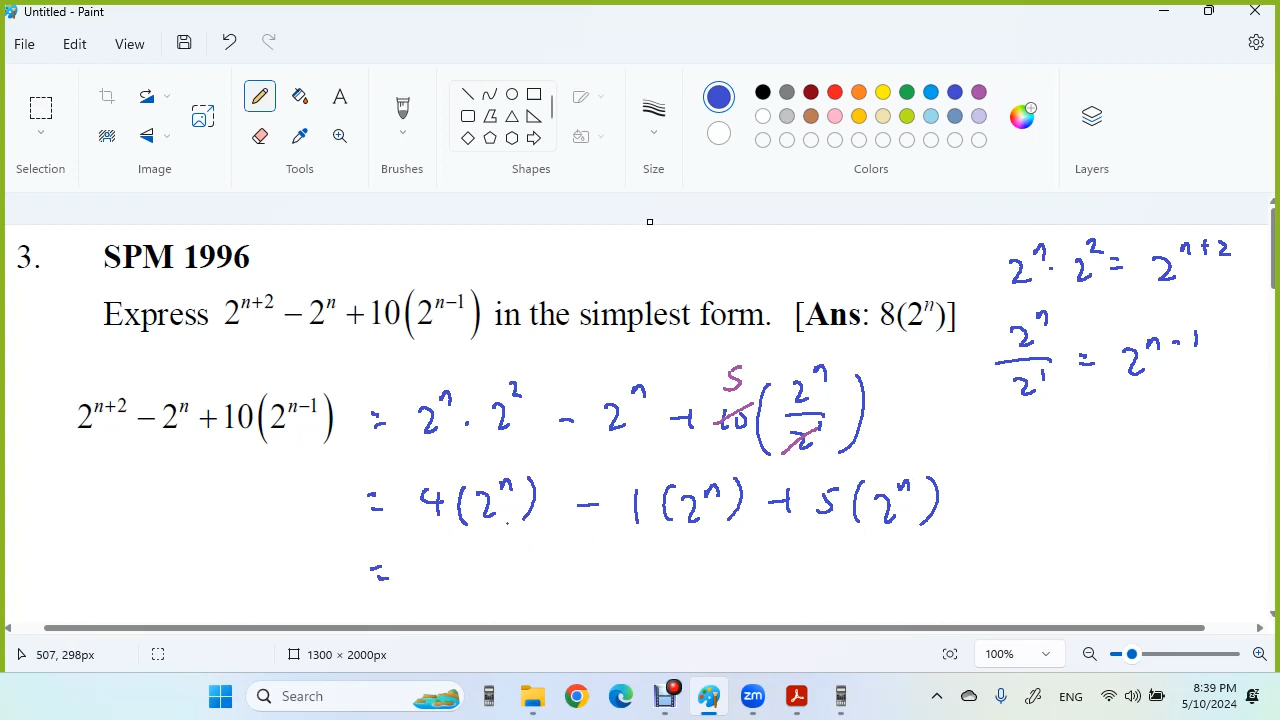 Untitled - Paint
File Edit View
Selection Image Tools Brushes Shapes Size Colors Layers
3. SPM 1996
Express 2^{n+2} − 2^n + 10(2^{n−1}) in the simplest form. [Ans: 8(2^n)]
2^n · 2^2 = 2^{n+2}
2^n / 2^1 = 2^{n-1}
2^{n+2} − 2^n + 10(2^{n−1}) = 2^n · 2^2 - 2^n + 10 5 (2^n / 2^1)
= 4(2^n) - 1(2^n) + 5(2^n)
=
507, 298px 1300 × 2000px 100%
Search zm ENG 8:39 PM
5/10/2024